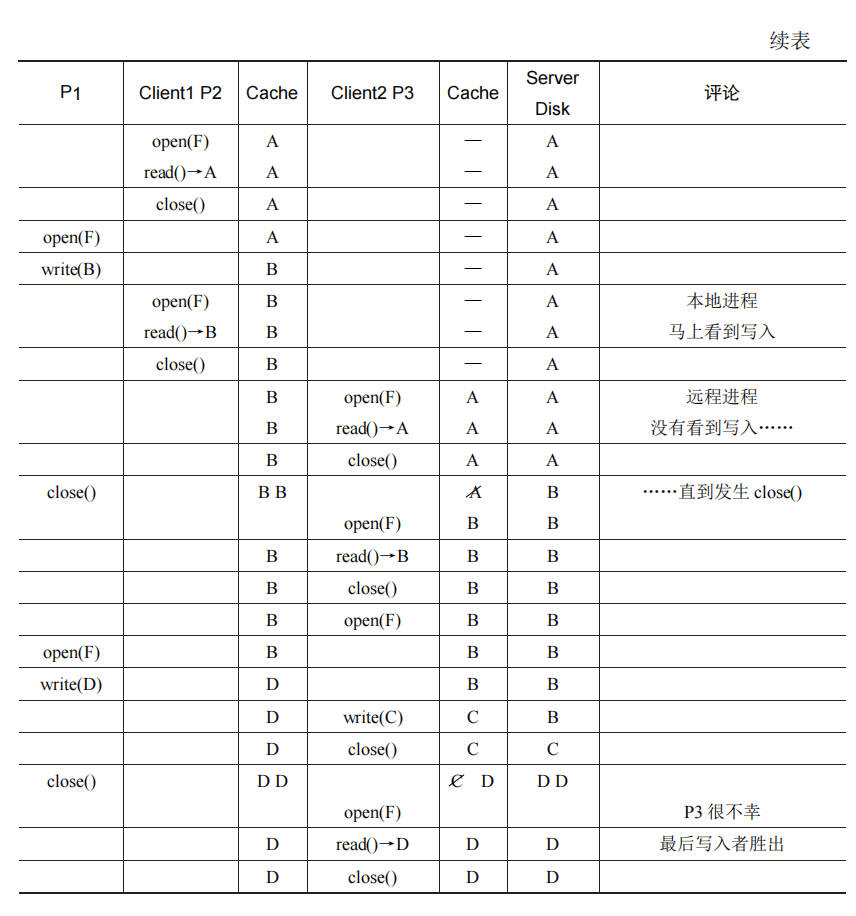 续表
P1 Client1 P2 Cache Client2 P3 Cache Server Disk 评论
open(F) A — A
read()→A A — A
close() A — A
open(F) A — A
write(B) B — A
open(F) B — A 本地进程
read()→B B — A 马上看到写入
close() B — A
B open(F) A A 远程进程
B read()→A A A 没有看到写入……
B close() A A
close() B B A B ……直到发生 close()
open(F) B B
B read()→B B B
B close() B B
B open(F) B B
open(F) B B B
write(D) D B B
D write(C) C B
D close() C C
close() D D C D D D
open(F) P3 很不幸
D read()→D D D 最后写入者胜出
D close() D D